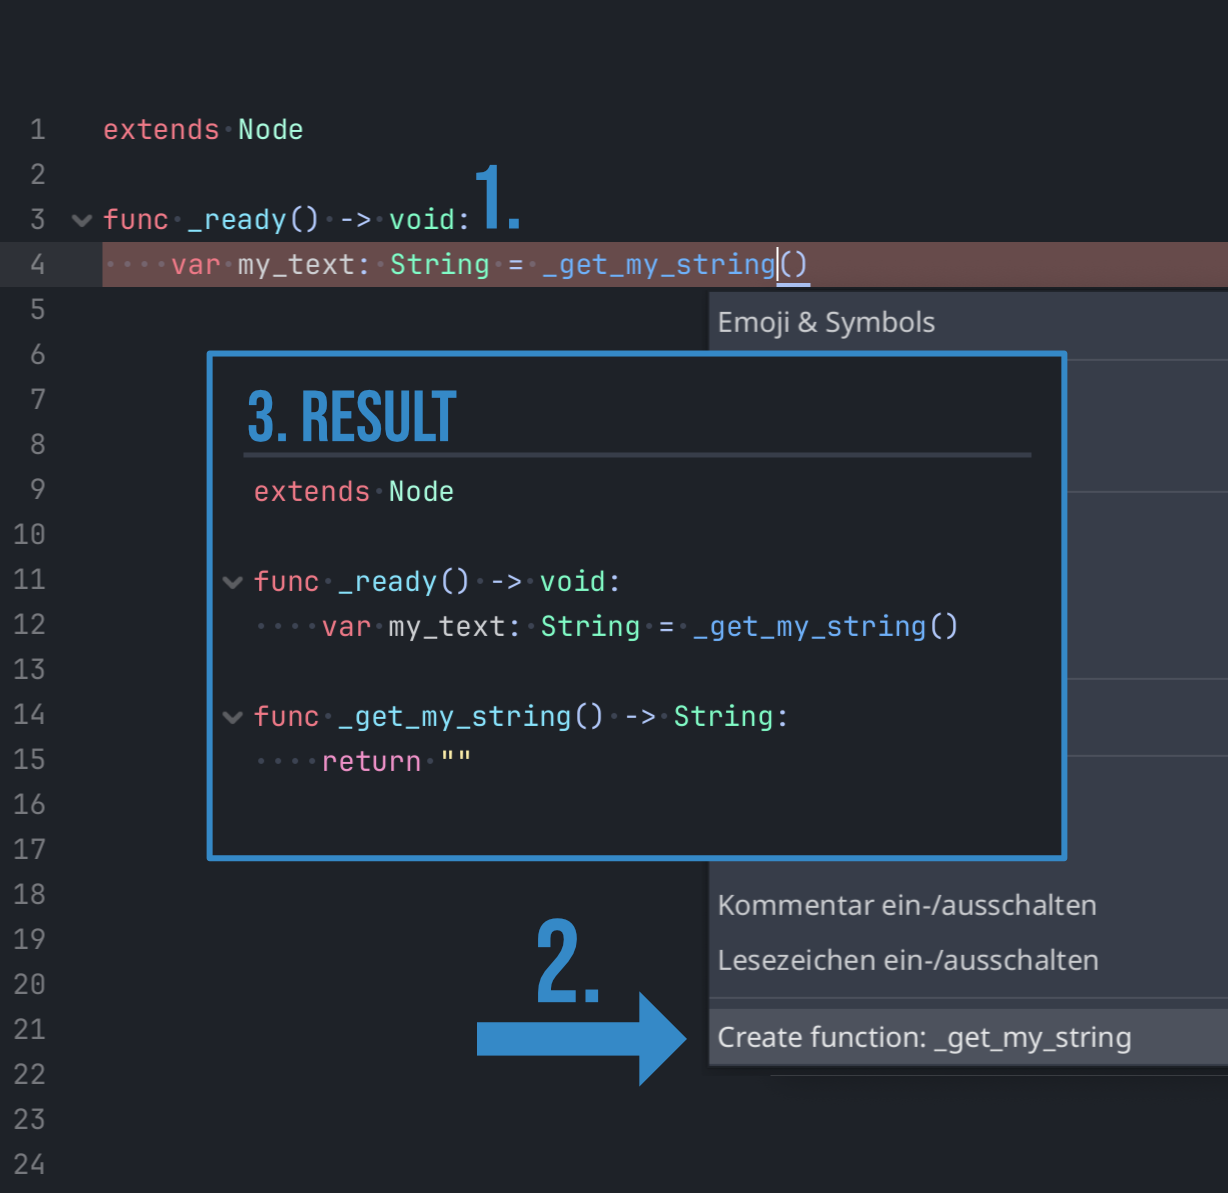 1 extends Node
2
3 func _ready() -> void: 1.
4 var my_text: String = _get_my_string()
5
Emoji & Symbols
6
7
8
9
10
11
12
13
14
15
16
17
3. RESULT
extends Node
func _ready() -> void:
var my_text: String = _get_my_string()
func _get_my_string() -> String:
return ""
18 Kommentar ein-/ausschalten
19
Lesezeichen ein-/ausschalten
20
2.
21 Create function: _get_my_string
22
23
24